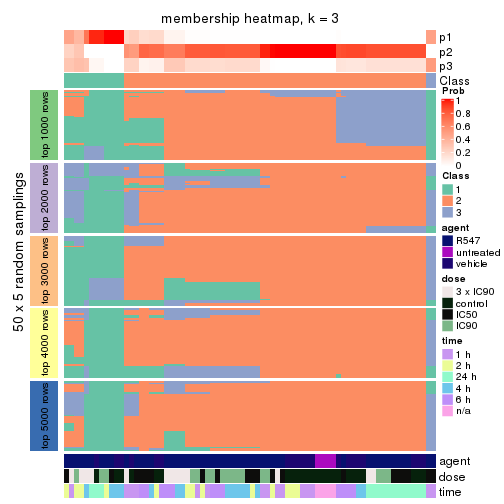 membership heatmap, k = 3
p1
p2
p3
Class
50 x 5 random samplings
top 1000 rows
top 2000 rows
top 3000 rows
top 4000 rows
top 5000 rows
agent
dose
time
Prob
1
0.8
0.6
0.4
0.2
0
Class
1
2
3
agent
R547
untreated
vehicle
dose
3 x IC90
control
IC50
IC90
time
1 h
2 h
24 h
4 h
6 h
n/a